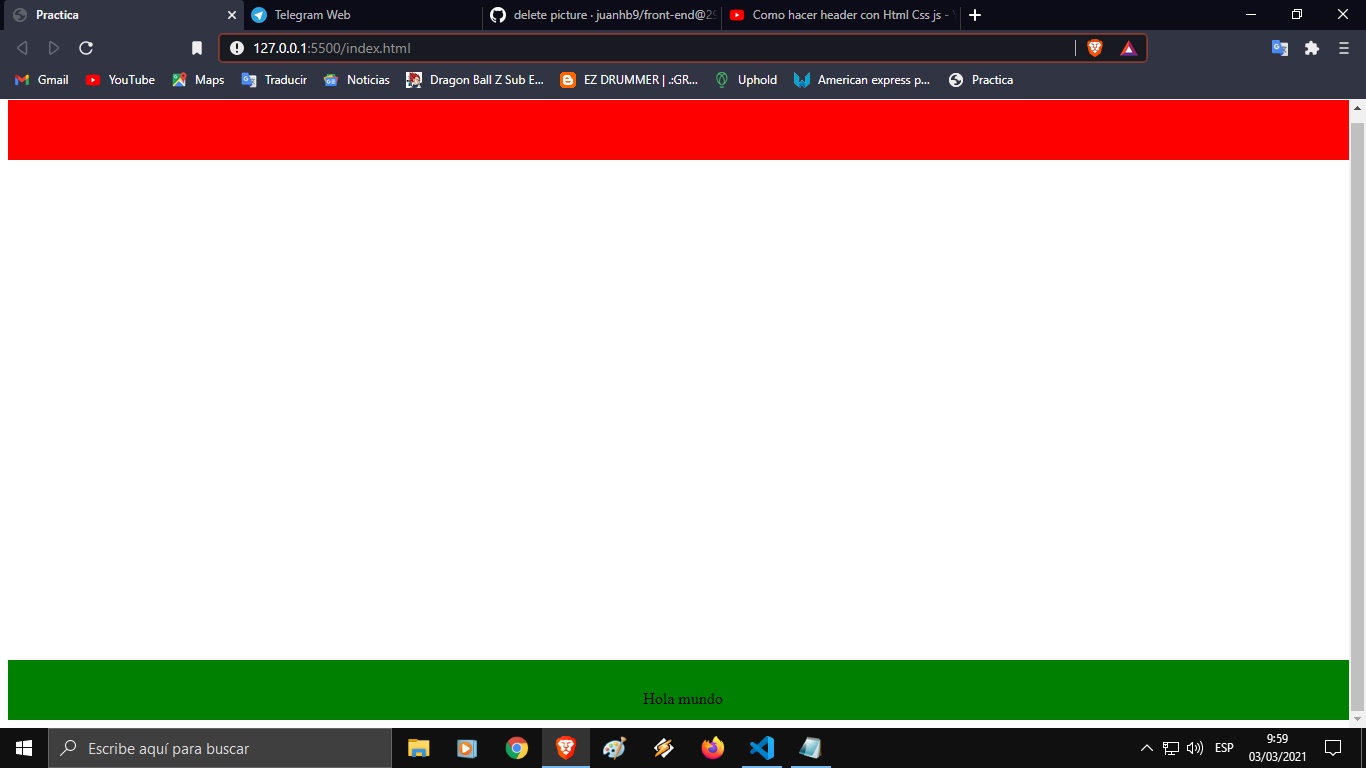 Practica
Telegram Web
delete picture · juanhb9/front-end@29
Como hacer header con Html Css js -
127.0.0.1:5500/index.html
Gmail YouTube Maps Traducir Noticias Dragon Ball Z Sub E... EZ DRUMMER | .:GR... Uphold American express p... Practica
Hola mundo
Escribe aquí para buscar
ESP
9:59
03/03/2021